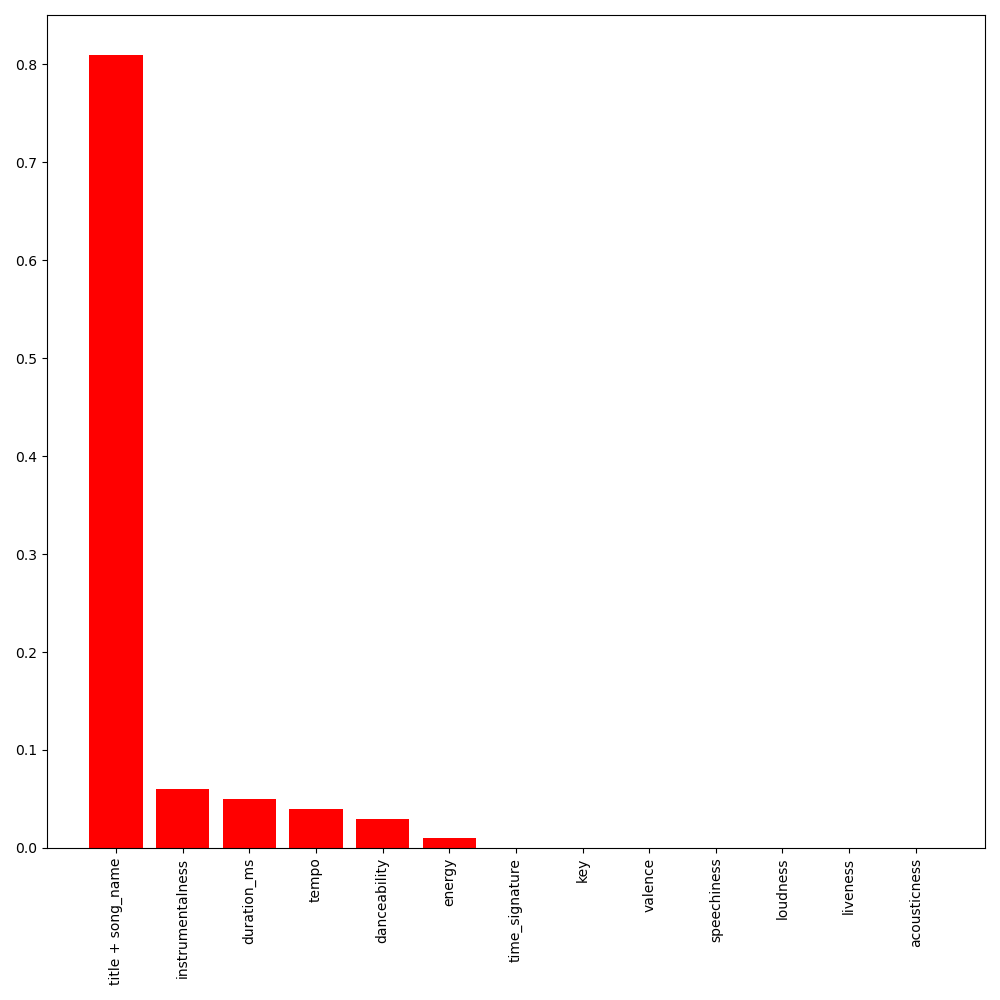 0.8
0.7
0.6
0.5
0.4
0.3
0.2
0.1
0.0
title + song_name
instrumentalness
duration_ms
tempo
danceability
energy
time_signature
key
valence
speechiness
loudness
liveness
acousticness